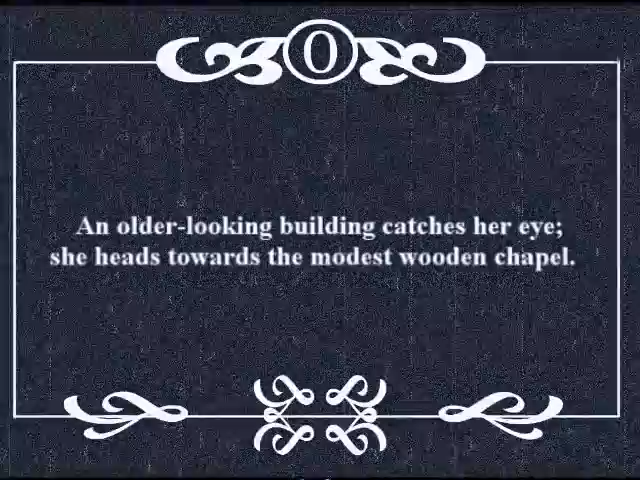 O
An older-looking building catches her eye;
she heads towards the modest wooden chapel.